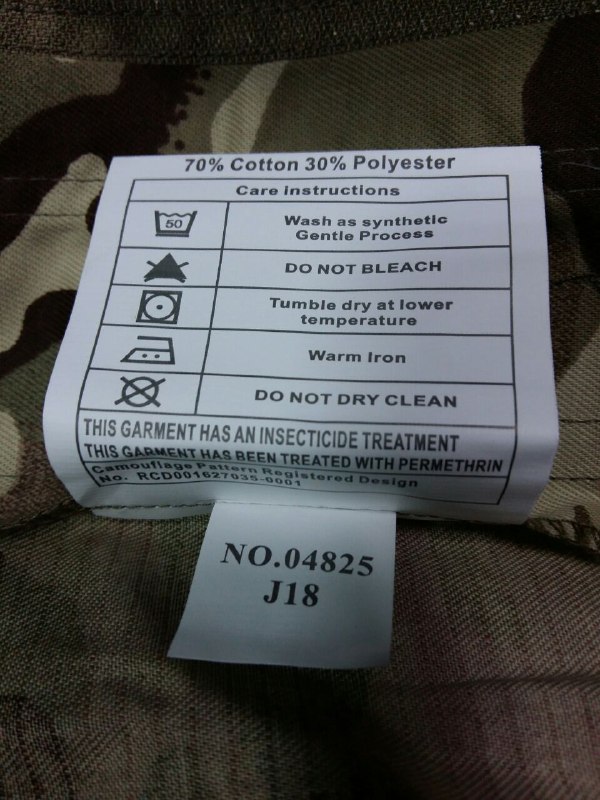 70% Cotton 30% Polyester
Care Instructions
50
Wash as synthetic
Gentle Process
DO NOT BLEACH
Tumble dry at lower
temperature
Warm Iron
DO NOT DRY CLEAN
THIS GARMENT HAS AN INSECTICIDE TREATMENT
THIS GARMENT HAS BEEN TREATED WITH PERMETHRIN
Camouflage Pattern Registered Design
No. RCD001627035-0001
NO.04825
J18